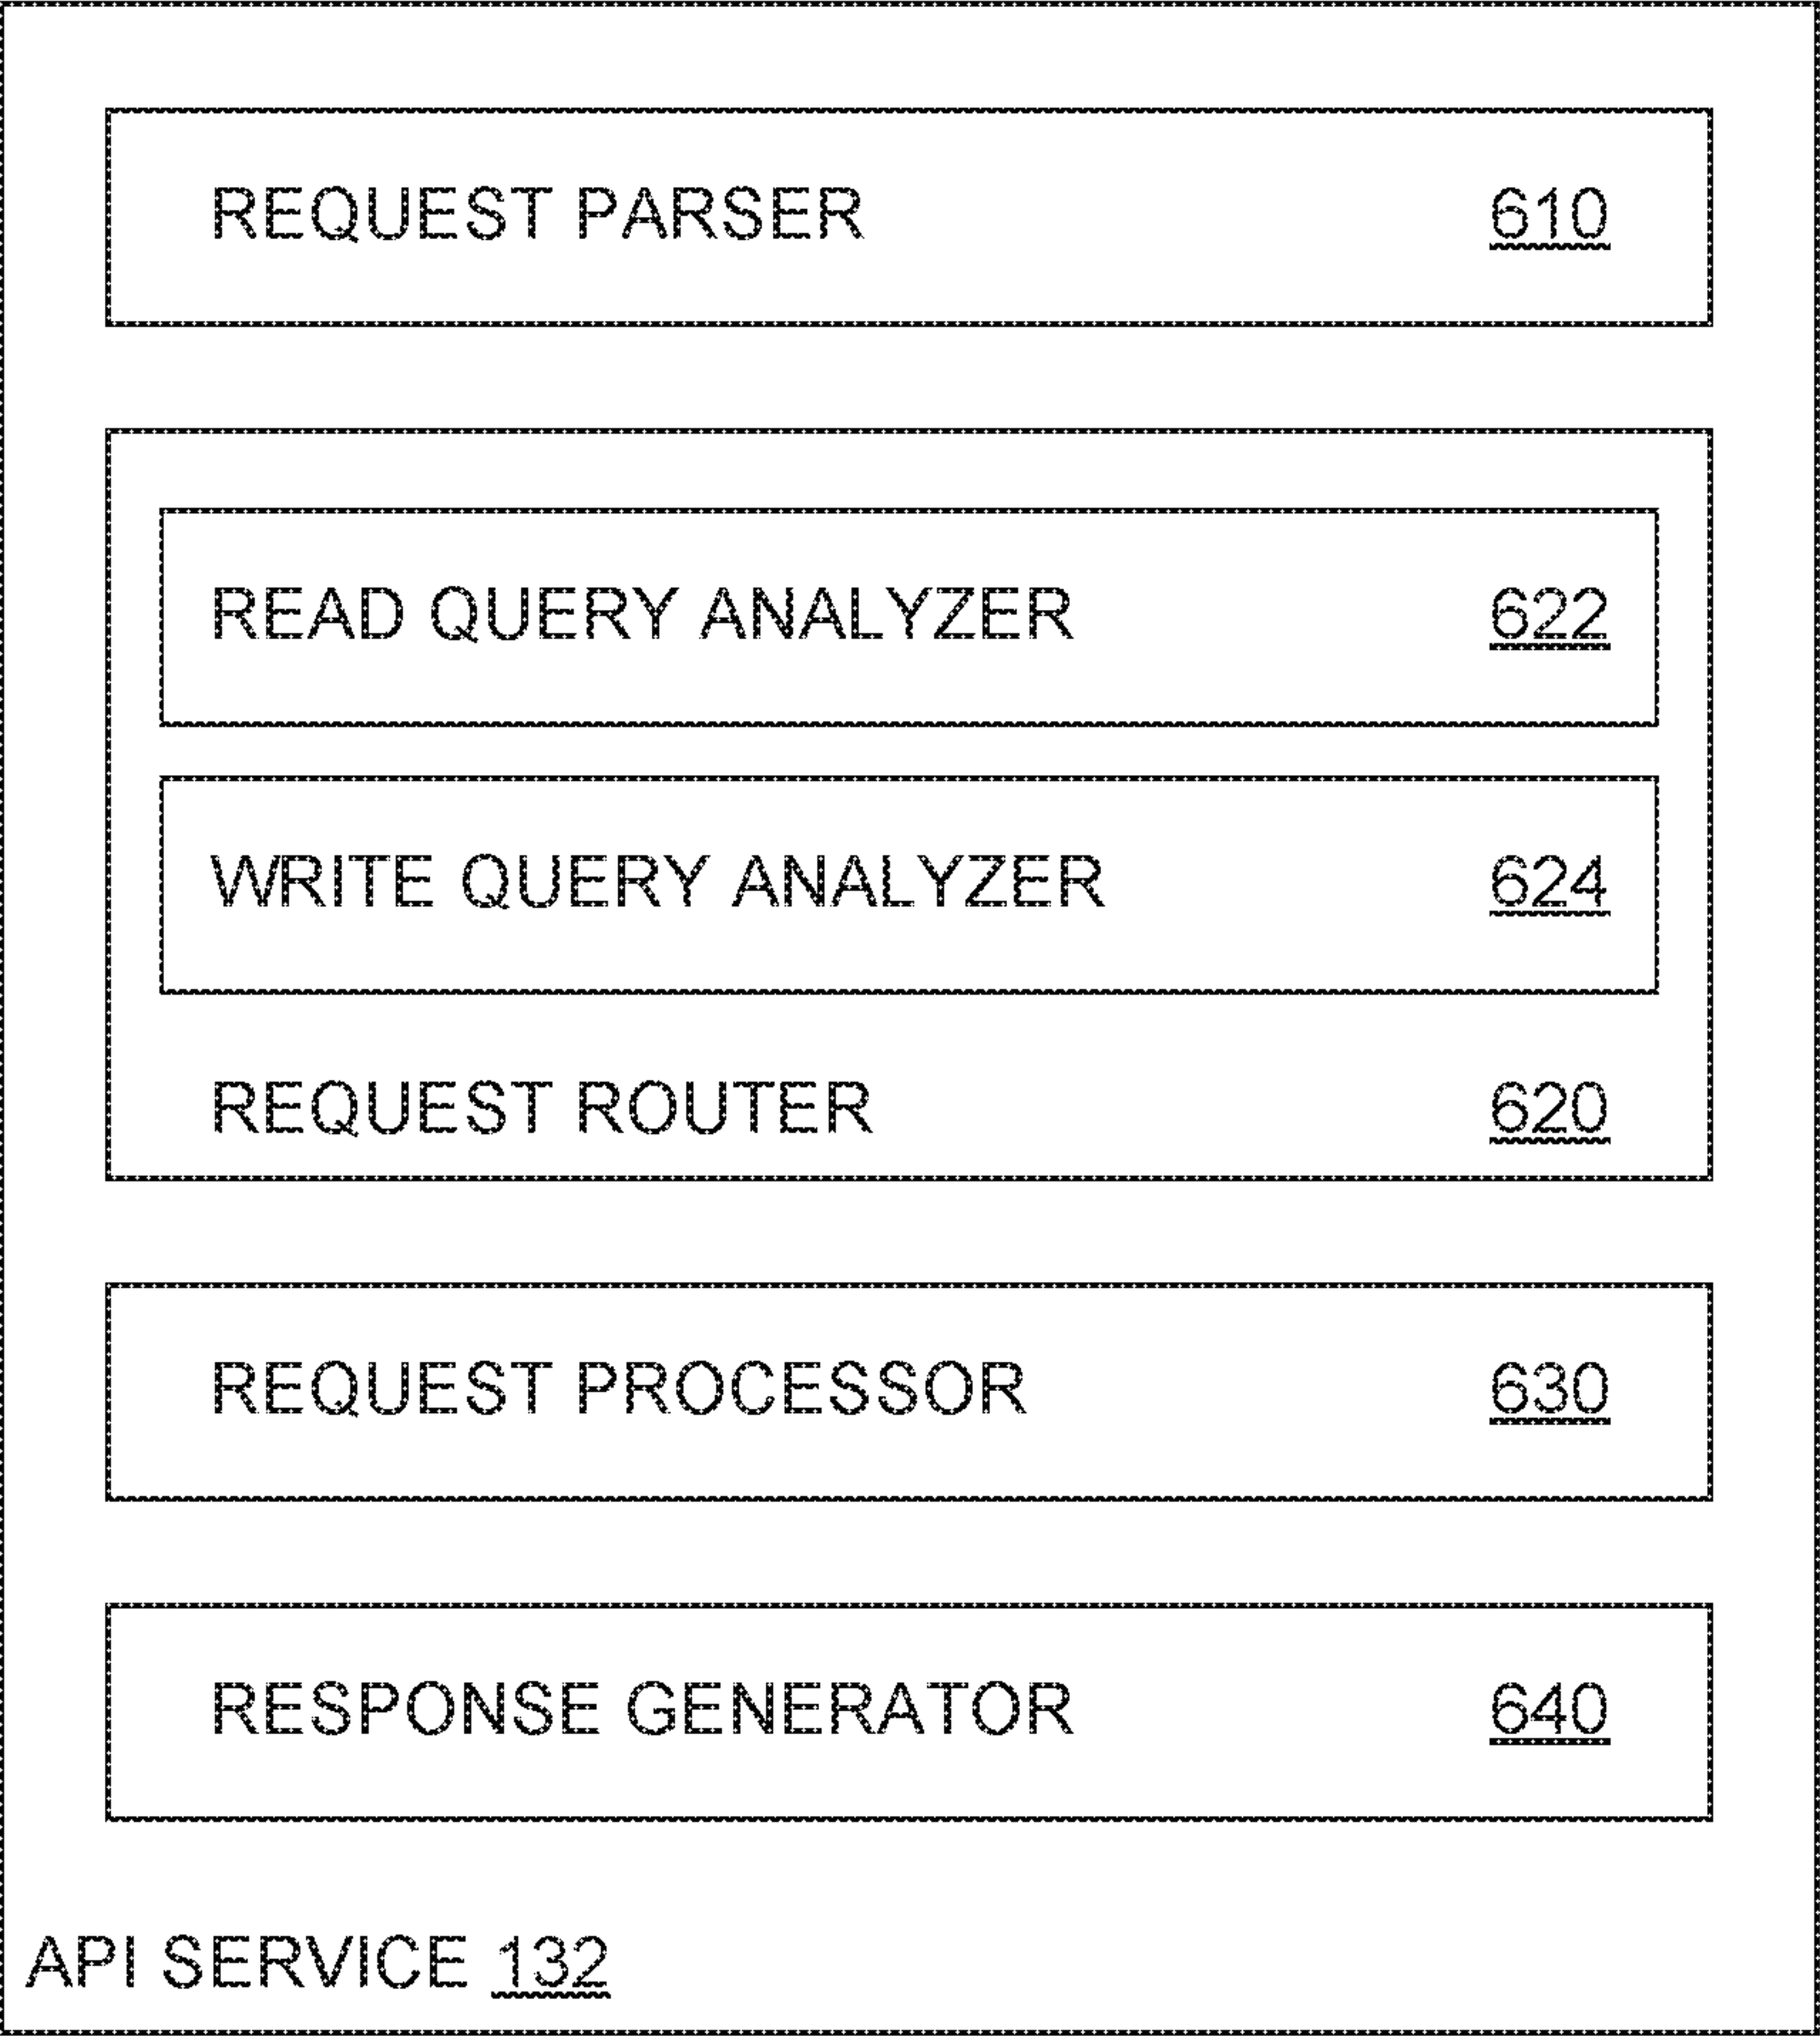 REQUEST PARSER 610
READ QUERY ANALYZER 622
WRITE QUERY ANALYZER 624
REQUEST ROUTER 620
REQUEST PROCESSOR 630
RESPONSE GENERATOR 640
API SERVICE 132